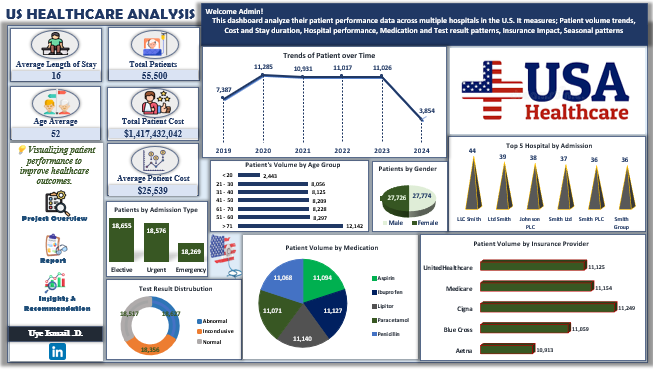 US HEALTHCARE ANALYSIS
Welcome Admin!
This dashboard analyze their patient performance data across multiple hospitals in the U.S. It measures; Patient volume trends,
Cost and Stay duration, Hospital performance, Medication and Test result patterns, Insurance Impact, Seasonal patterns
Average Length of Stay
16
Total Patients
55,500
Age Average
52
Total Patient Cost
$1,417,432,042
Average Patient Cost
$25,539
Visualizing patient
performance to
improve healthcare
outcomes.
Project Overview
Report
Insights &
Recommendation
Uye Ismail .D.
in
Trends of Patient over Time
7,387
11,285
10,931
11,017
11,026
3,854
2019
2020
2021
2022
2023
2024
USA
Healthcare
Patient's Volume by Age Group
<20
2,443
21 - 30
8,056
31 - 40
8,125
41 - 50
8,209
51 - 60
8,228
51 - 60
8,297
>71
12,142
Patients by Gender
27,726
27,774
Male
Female
Top 5 Hospital by Admission
44
39
38
37
36
36
LLC Smith
Ltd Smith
Johnson
PLC
Smith Ltd
Smith PLC
Smith
Group
Patients by Admission Type
18,655
18,576
18,269
Elective
Urgent
Emergency
Test Result Distrubution
18,517
18,627
18,356
Abnormal
Inconclusive
Normal
Patient Volume by Medication
11,068
11,094
11,071
11,127
11,140
Aspirin
Ibuprofen
Lipitor
Paracetamol
Penicillin
Patient Volume by Insurance Provider
UnitedHealthcare
11,125
Medicare
11,154
Cigna
11,249
Blue Cross
11,059
Aetna
10,913